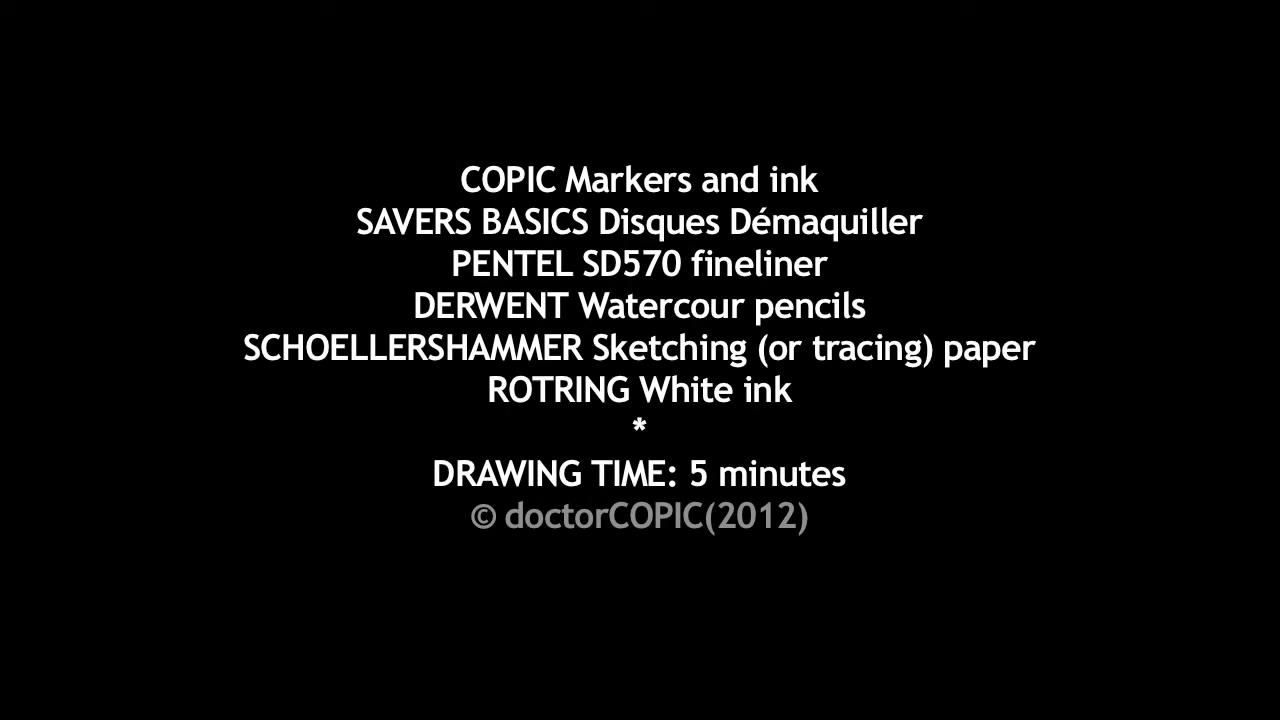 COPIC Markers and ink
SAVERS BASICS Disques Démaquiller
PENTEL SD570 fineliner
DERWENT Watercour pencils
SCHOELLERSHAMMER Sketching (or tracing) paper
ROTRING White ink
*
DRAWING TIME: 5 minutes
© doctorCOPIC(2012)